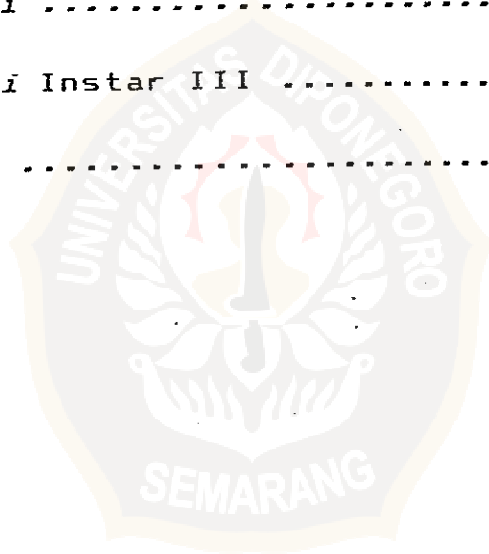 i ........................
i Instar III ...........
..........................
UNIVERSITAS DIPONEGORO
SEMARANG